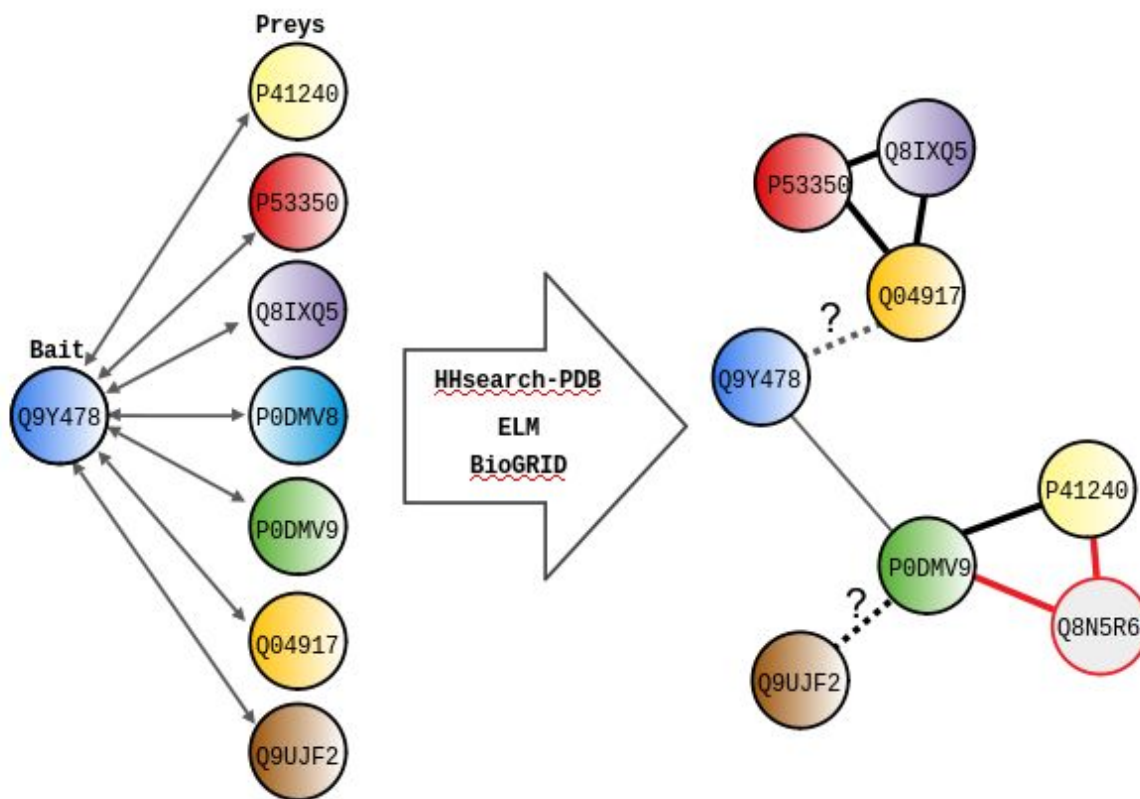 Preys
P41240
P53350
Q8IXQ5
Bait
Q9Y478
P0DMV8
P0DMV9
Q04917
Q9UJF2
HHsearch-PDB
ELM
BioGRID
Q8IXQ5
P53350
Q04917
?
Q9Y478
P41240
P0DMV9
?
Q8N5R6
Q9UJF2